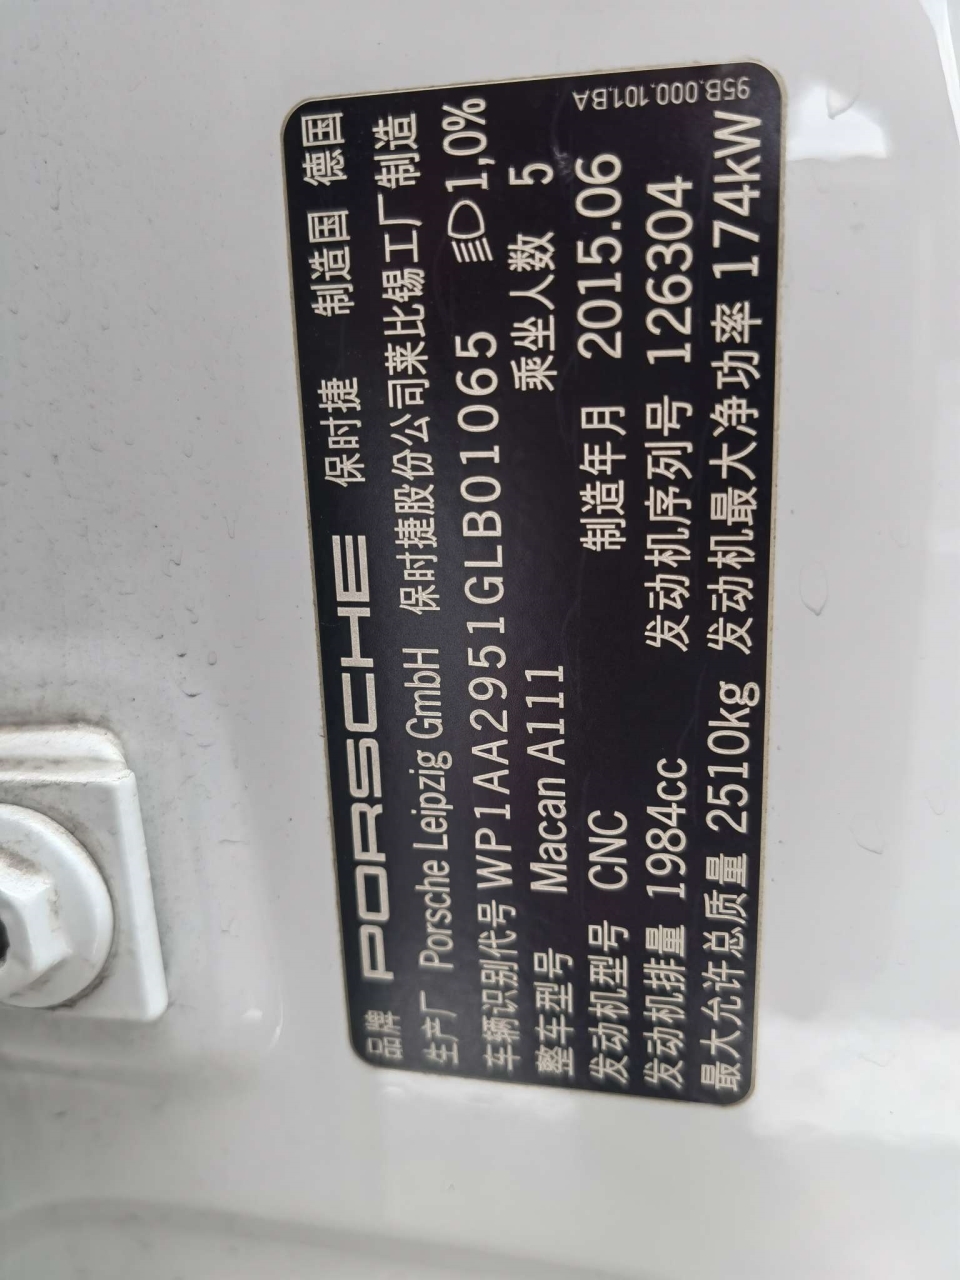 95B.000.101.BA
品牌 PORSCHE 保时捷 制造国 德国
生产厂 Porsche Leipzig GmbH 保时捷股份公司莱比锡工厂制造
车辆识别代号 WP1AA2951GLB01065 1,0%
整车型号 Macan A111 乘坐人数 5
发动机型号 CNC 制造年月 2015.06
发动机排量 1984cc 发动机序列号 126304
最大允许总质量 2510kg 发动机最大净功率 174kW